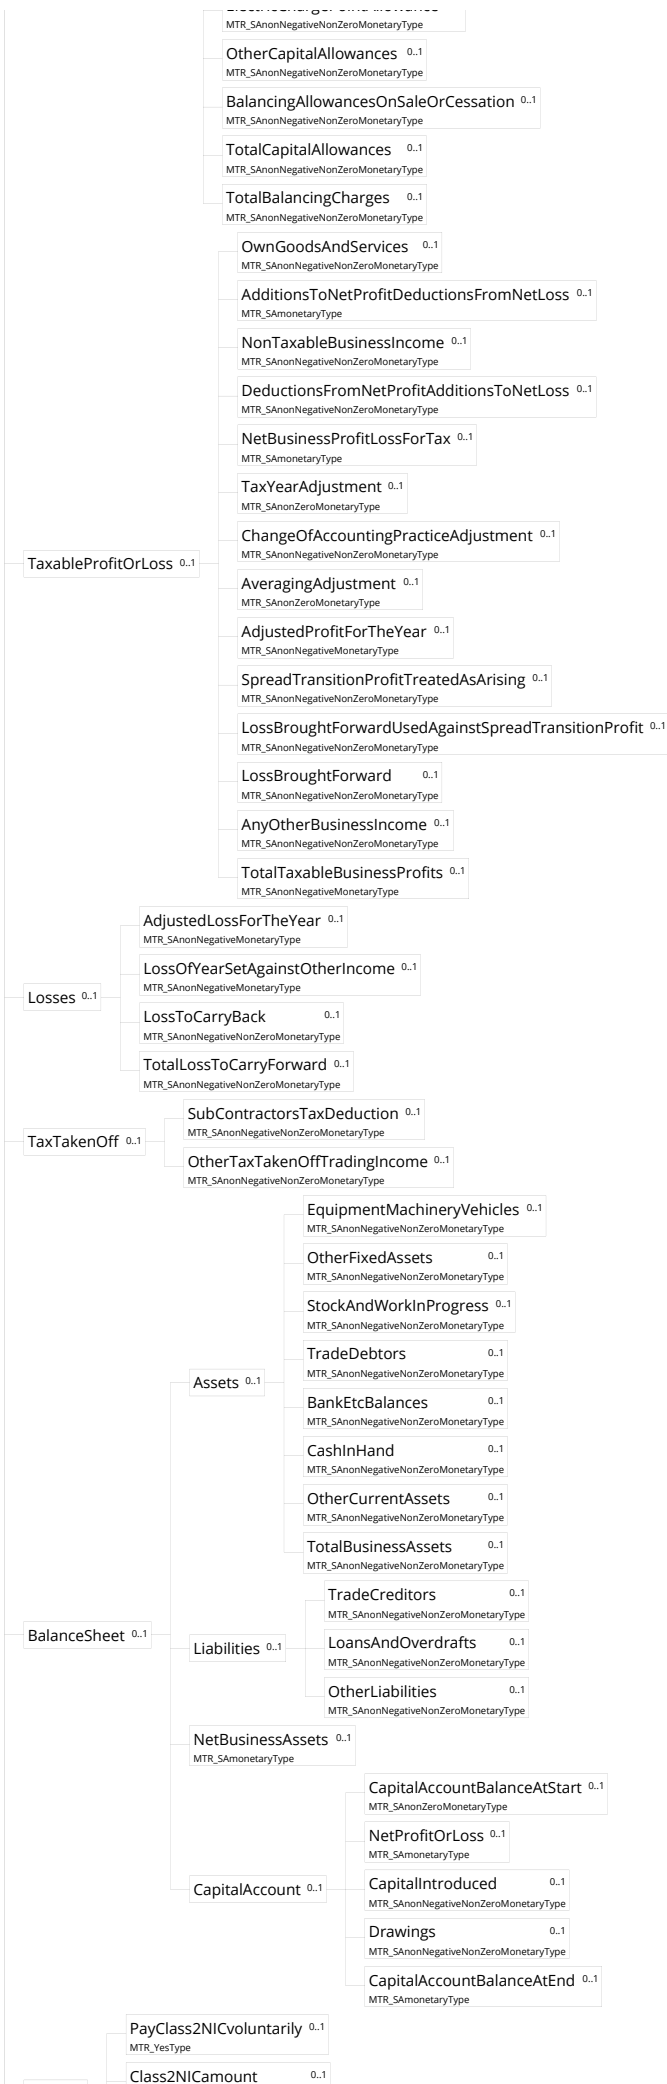 MTR_SAnonNegativeNonZeroMonetaryType
OtherCapitalAllowances 0..1
MTR_SAnonNegativeNonZeroMonetaryType
BalancingAllowancesOnSaleOrCessation 0..1
MTR_SAnonNegativeNonZeroMonetaryType
TotalCapitalAllowances 0..1
MTR_SAnonNegativeNonZeroMonetaryType
TotalBalancingCharges 0..1
MTR_SAnonNegativeNonZeroMonetaryType
TaxableProfitOrLoss 0..1
OwnGoodsAndServices 0..1
MTR_SAnonNegativeNonZeroMonetaryType
AdditionsToNetProfitDeductionsFromNetLoss 0..1
MTR_SAmonetaryType
NonTaxableBusinessIncome 0..1
MTR_SAnonNegativeNonZeroMonetaryType
DeductionsFromNetProfitAdditionsToNetLoss 0..1
MTR_SAnonNegativeNonZeroMonetaryType
NetBusinessProfitLossForTax 0..1
MTR_SAmonetaryType
TaxYearAdjustment 0..1
MTR_SAnonZeroMonetaryType
ChangeOfAccountingPracticeAdjustment 0..1
MTR_SAnonNegativeNonZeroMonetaryType
AveragingAdjustment 0..1
MTR_SAnonZeroMonetaryType
AdjustedProfitForTheYear 0..1
MTR_SAnonNegativeMonetaryType
SpreadTransitionProfitTreatedAsArising 0..1
MTR_SAnonNegativeNonZeroMonetaryType
LossBroughtForwardUsedAgainstSpreadTransitionProfit 0..1
MTR_SAnonNegativeNonZeroMonetaryType
LossBroughtForward 0..1
MTR_SAnonNegativeNonZeroMonetaryType
AnyOtherBusinessIncome 0..1
MTR_SAnonNegativeNonZeroMonetaryType
TotalTaxableBusinessProfits 0..1
MTR_SAnonNegativeMonetaryType
Losses 0..1
AdjustedLossForTheYear 0..1
MTR_SAnonNegativeMonetaryType
LossOfYearSetAgainstOtherIncome 0..1
MTR_SAnonNegativeMonetaryType
LossToCarryBack 0..1
MTR_SAnonNegativeNonZeroMonetaryType
TotalLossToCarryForward 0..1
MTR_SAnonNegativeNonZeroMonetaryType
TaxTakenOff 0..1
SubContractorsTaxDeduction 0..1
MTR_SAnonNegativeNonZeroMonetaryType
OtherTaxTakenOffTradingIncome 0..1
MTR_SAnonNegativeNonZeroMonetaryType
BalanceSheet 0..1
Assets 0..1
EquipmentMachineryVehicles 0..1
MTR_SAnonNegativeNonZeroMonetaryType
OtherFixedAssets 0..1
MTR_SAnonNegativeNonZeroMonetaryType
StockAndWorkInProgress 0..1
MTR_SAnonNegativeNonZeroMonetaryType
TradeDebtors 0..1
MTR_SAnonNegativeNonZeroMonetaryType
BankEtcBalances 0..1
MTR_SAnonNegativeNonZeroMonetaryType
CashInHand 0..1
MTR_SAnonNegativeNonZeroMonetaryType
OtherCurrentAssets 0..1
MTR_SAnonNegativeNonZeroMonetaryType
TotalBusinessAssets 0..1
MTR_SAnonNegativeNonZeroMonetaryType
Liabilities 0..1
TradeCreditors 0..1
MTR_SAnonNegativeNonZeroMonetaryType
LoansAndOverdrafts 0..1
MTR_SAnonNegativeNonZeroMonetaryType
OtherLiabilities 0..1
MTR_SAnonNegativeNonZeroMonetaryType
NetBusinessAssets 0..1
MTR_SAmonetaryType
CapitalAccount 0..1
CapitalAccountBalanceAtStart 0..1
MTR_SAnonZeroMonetaryType
NetProfitOrLoss 0..1
MTR_SAmonetaryType
CapitalIntroduced 0..1
MTR_SAnonNegativeNonZeroMonetaryType
Drawings 0..1
MTR_SAnonNegativeNonZeroMonetaryType
CapitalAccountBalanceAtEnd 0..1
MTR_SAmonetaryType
PayClass2NICvoluntarily 0..1
MTR_YesType
Class2NICamount 0..1